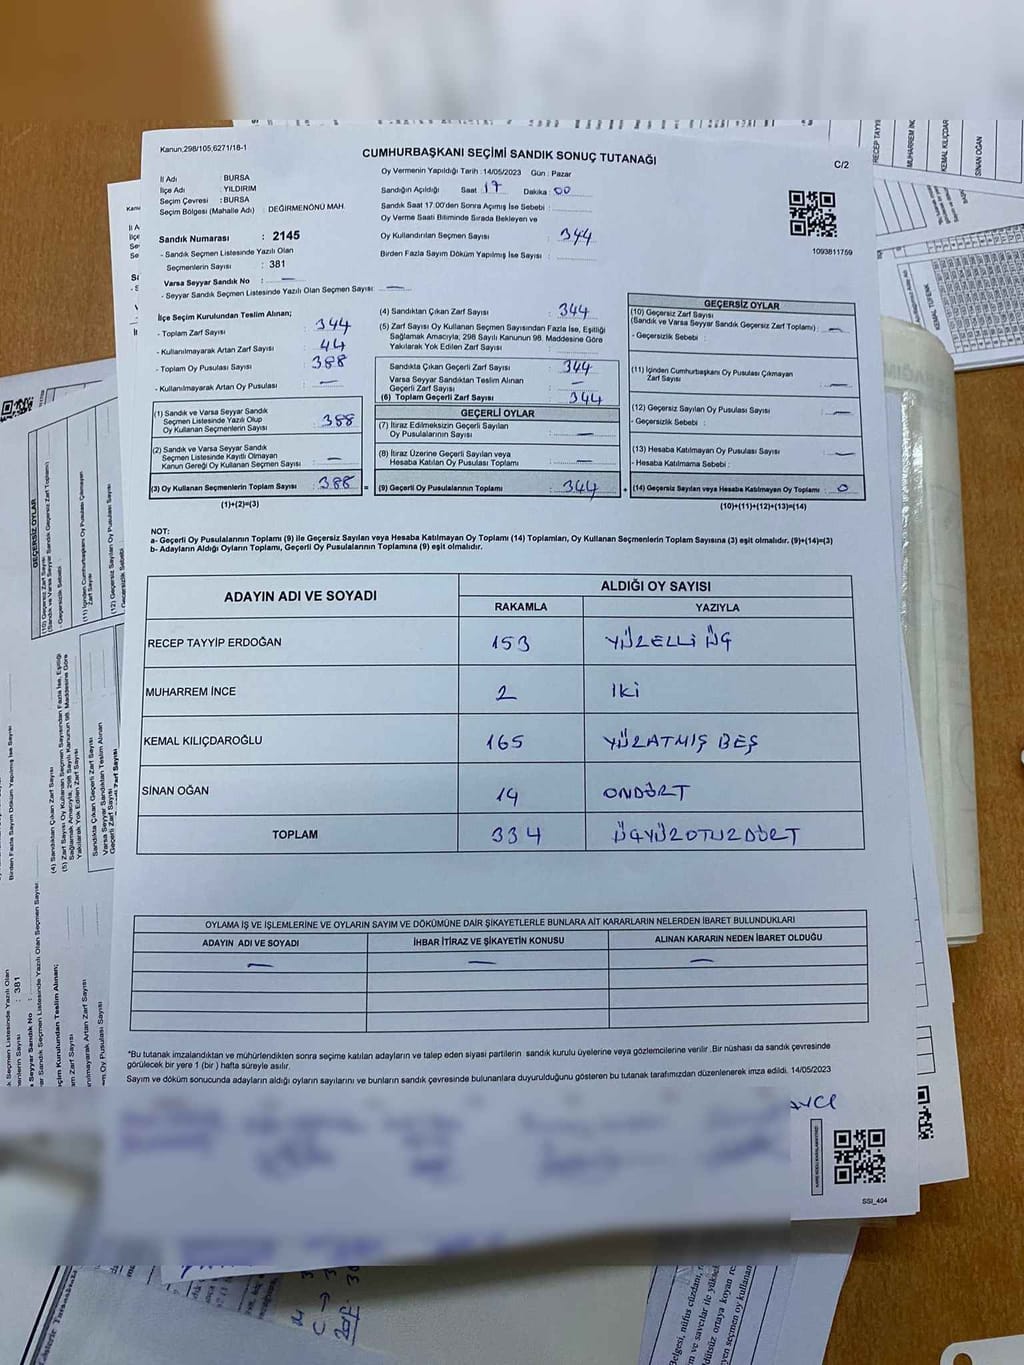 Kanun;298/105,6271/18-1
CUMHURBAŞKANI SEÇİMİ SANDIK SONUÇ TUTANAĞI
C/2
İl Adı : BURSA
İlçe Adı : YILDIRIM
Seçim Çevresi : BURSA
Seçim Bölgesi (Mahalle Adı) : DEĞİRMENÖNÜ MAH.
Sandık Numarası : 2145
- Sandık Seçmen Listesinde Yazılı Olan
Seçmenlerin Sayısı : 381
Varsa Seyyar Sandık No : —
- Seyyar Sandık Seçmen Listesinde Yazılı Olan Seçmen Sayısı: —
Oy Vermenin Yapıldığı Tarih : 14/05/2023 Gün : Pazar
Sandığın Açıldığı Saat 17 Dakika 00
Sandık Saat 17.00'den Sonra Açımış İse Sebebi :
Oy Verme Saati Bitiminde Sırada Bekleyen ve
Oy Kullandırılan Seçmen Sayısı : 344
Birden Fazla Sayım Döküm Yapılmış İse Sayısı :
1093811759
İlçe Seçim Kurulundan Teslim Alınan;
- Toplam Zarf Sayısı : 344
- Kullanılmayarak Artan Zarf Sayısı : 44
- Toplam Oy Pusulası Sayısı : 388
- Kullanılmayarak Artan Oy Pusulası : —
(1) Sandık ve Varsa Seyyar Sandık
Seçmen Listesinde Yazılı Olup
Oy Kullanan Seçmenlerin Sayısı : 388
(2) Sandık ve Varsa Seyyar Sandık
Seçmen Listesinde Kayıtlı Olmayan
Kanun Gereği Oy Kullanan Seçmen Sayısı : —
(3) Oy Kullanan Seçmenlerin Toplam Sayısı : 388 =
(1)+(2)=(3)
(4) Sandıktan Çıkan Zarf Sayısı : 344
(5) Zarf Sayısı Oy Kullanan Seçmen Sayısından Fazla İse, Eşitliği
Sağlamak Amacıyla; 298 Sayılı Kanunun 98. Maddesine Göre
Yakılarak Yok Edilen Zarf Sayısı :
Sandıkta Çıkan Geçerli Zarf Sayısı : 344
Varsa Seyyar Sandıktan Teslim Alınan
Geçerli Zarf Sayısı : —
(6) Toplam Geçerli Zarf Sayısı : 344
GEÇERLİ OYLAR
(7) İtiraz Edilmeksizin Geçerli Sayılan
Oy Pusulalarının Sayısı : —
(8) İtiraz Üzerine Geçerli Sayılan veya
Hesaba Katılan Oy Pusulası Toplamı : —
(9) Geçerli Oy Pusulalarının Toplamı : 344 +
GEÇERSİZ OYLAR
(10) Geçersiz Zarf Sayısı
(Sandık ve Varsa Seyyar Sandık Geçersiz Zarf Toplamı) : —
- Geçersizlik Sebebi :
(11) İçinden Cumhurbaşkanı Oy Pusulası Çıkmayan
Zarf Sayısı : —
(12) Geçersiz Sayılan Oy Pusulası Sayısı : —
- Geçersizlik Sebebi :
(13) Hesaba Katılmayan Oy Pusulası Sayısı : —
- Hesaba Katılmama Sebebi :
(14) Geçersiz Sayılan veya Hesaba Katılmayan Oy Toplamı : 0
(10)+(11)+(12)+(13)=(14)
NOT:
a- Geçerli Oy Pusulalarının Toplamı (9) ile Geçersiz Sayılan veya Hesaba Katılmayan Oy Toplamı (14) Toplamları, Oy Kullanan Seçmenlerin Toplam Sayısına (3) eşit olmalıdır. (9)+(14)=(3)
b- Adayların Aldığı Oyların Toplamı, Geçerli Oy Pusulalarının Toplamına (9) eşit olmalıdır.
ADAYIN ADI VE SOYADI ALDIĞI OY SAYISI
RAKAMLA YAZIYLA
RECEP TAYYİP ERDOĞAN 153 YÜZELLİ ÜÇ
MUHARREM İNCE 2 İKİ
KEMAL KILIÇDAROĞLU 165 YÜZATMIŞ BEŞ
SİNAN OĞAN 14 ONDÖRT
TOPLAM 334 ÜÇYÜZOTUZDÖRT
OYLAMA İŞ VE İŞLEMLERİNE VE OYLARIN SAYIM VE DÖKÜMÜNE DAİR ŞİKAYETLERLE BUNLARA AİT KARARLARIN NELERDEN İBARET BULUNDUKLARI
ADAYIN ADI VE SOYADI İHBAR İTİRAZ VE ŞİKAYETİN KONUSU ALINAN KARARIN NEDEN İBARET OLDUĞU
— — —
*Bu tutanak imzalandıktan ve mühürlendikten sonra seçime katılan adayların ve talep eden siyasi partilerin sandık kurulu üyelerine veya gözlemcilerine verilir .Bir nüshası da sandık çevresinde
görülecek bir yere 1 (bir ) hafta süreyle asılır.
Sayım ve döküm sonucunda adayların aldığı oyların sayılarını ve bunların sandık çevresinde bulunanlara duyurulduğunu gösteren bu tutanak tarafımızdan düzenlenerek imza edildi. 14/05/2023
SSI_404